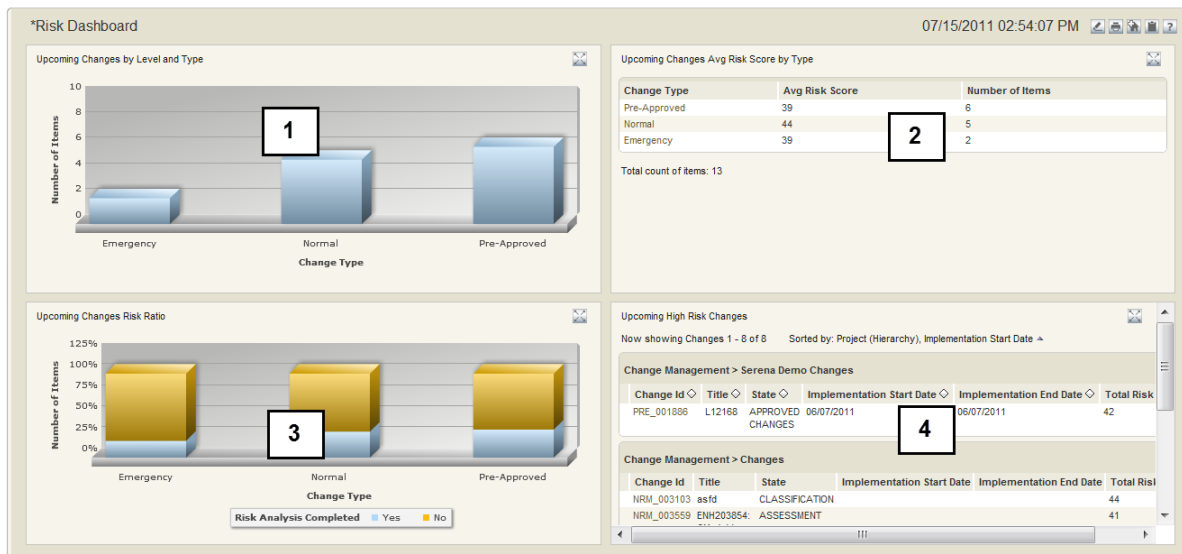 *Risk Dashboard
07/15/2011 02:54:07 PM
?
Upcoming Changes by Level and Type
10
8
6
4
2
0
Number of Items
Emergency
Normal
Pre-Approved
Change Type
1
Upcoming Changes Avg Risk Score by Type
Change Type Avg Risk Score Number of Items
Pre-Approved 39 6
Normal 44 5
Emergency 39 2
2
Total count of items: 13
Upcoming Changes Risk Ratio
125%
100%
75%
50%
25%
0%
Number of Items
Emergency
Normal
Pre-Approved
Change Type
Risk Analysis Completed Yes No
3
Upcoming High Risk Changes
Now showing Changes 1 - 8 of 8 Sorted by: Project (Hierarchy), Implementation Start Date
Change Management > Serena Demo Changes
Change Id Title State Implementation Start Date Implementation End Date Total Risk
PRE_001886 L12168 APPROVED 06/07/2011 06/07/2011 42
CHANGES
4
Change Management > Changes
Change Id Title State Implementation Start Date Implementation End Date Total Risk
NRM_003103 asfd CLASSIFICATION 44
NRM_003559 ENH203854: ASSESSMENT 41